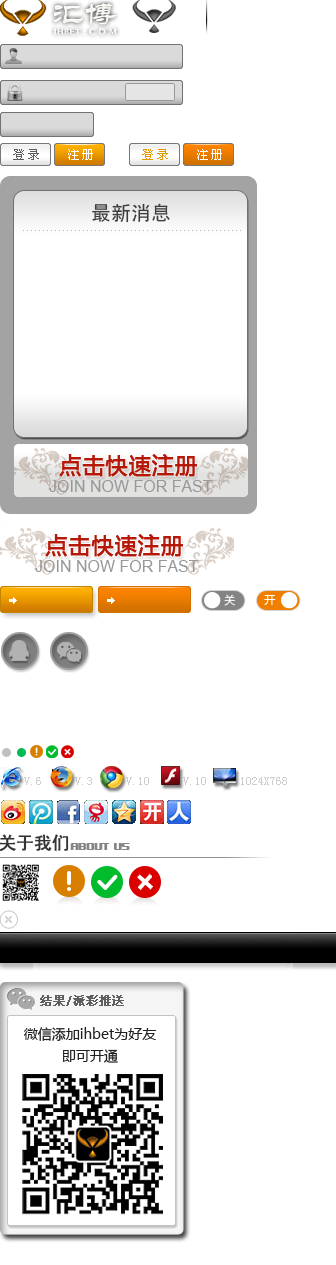 汇博
IHBET.COM
登录 注册 登录 注册
最新消息
点击快速注册
JOIN NOW FOR FAST
点击快速注册
JOIN NOW FOR FAST
关 开
V.6 V.3 V.10 V.10 1024X768
开 人
关于我们 ABOUT US
结果/派彩推送
微信添加ihbet为好友
即可开通